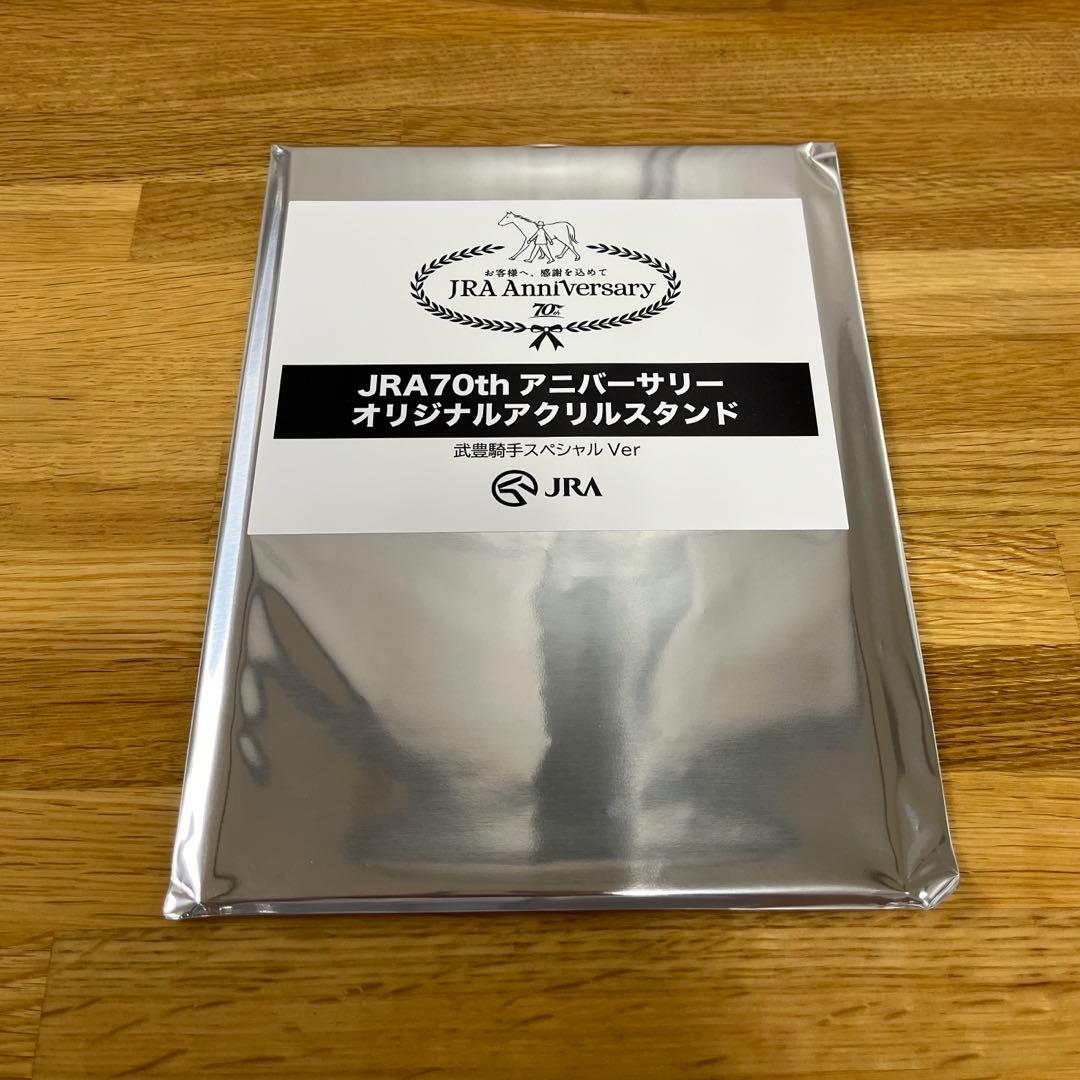 お客様へ、感謝を込めて
JRA Anniversary
70th
JRA70th アニバーサリー
オリジナルアクリルスタンド
武豊騎手スペシャル Ver
JRA